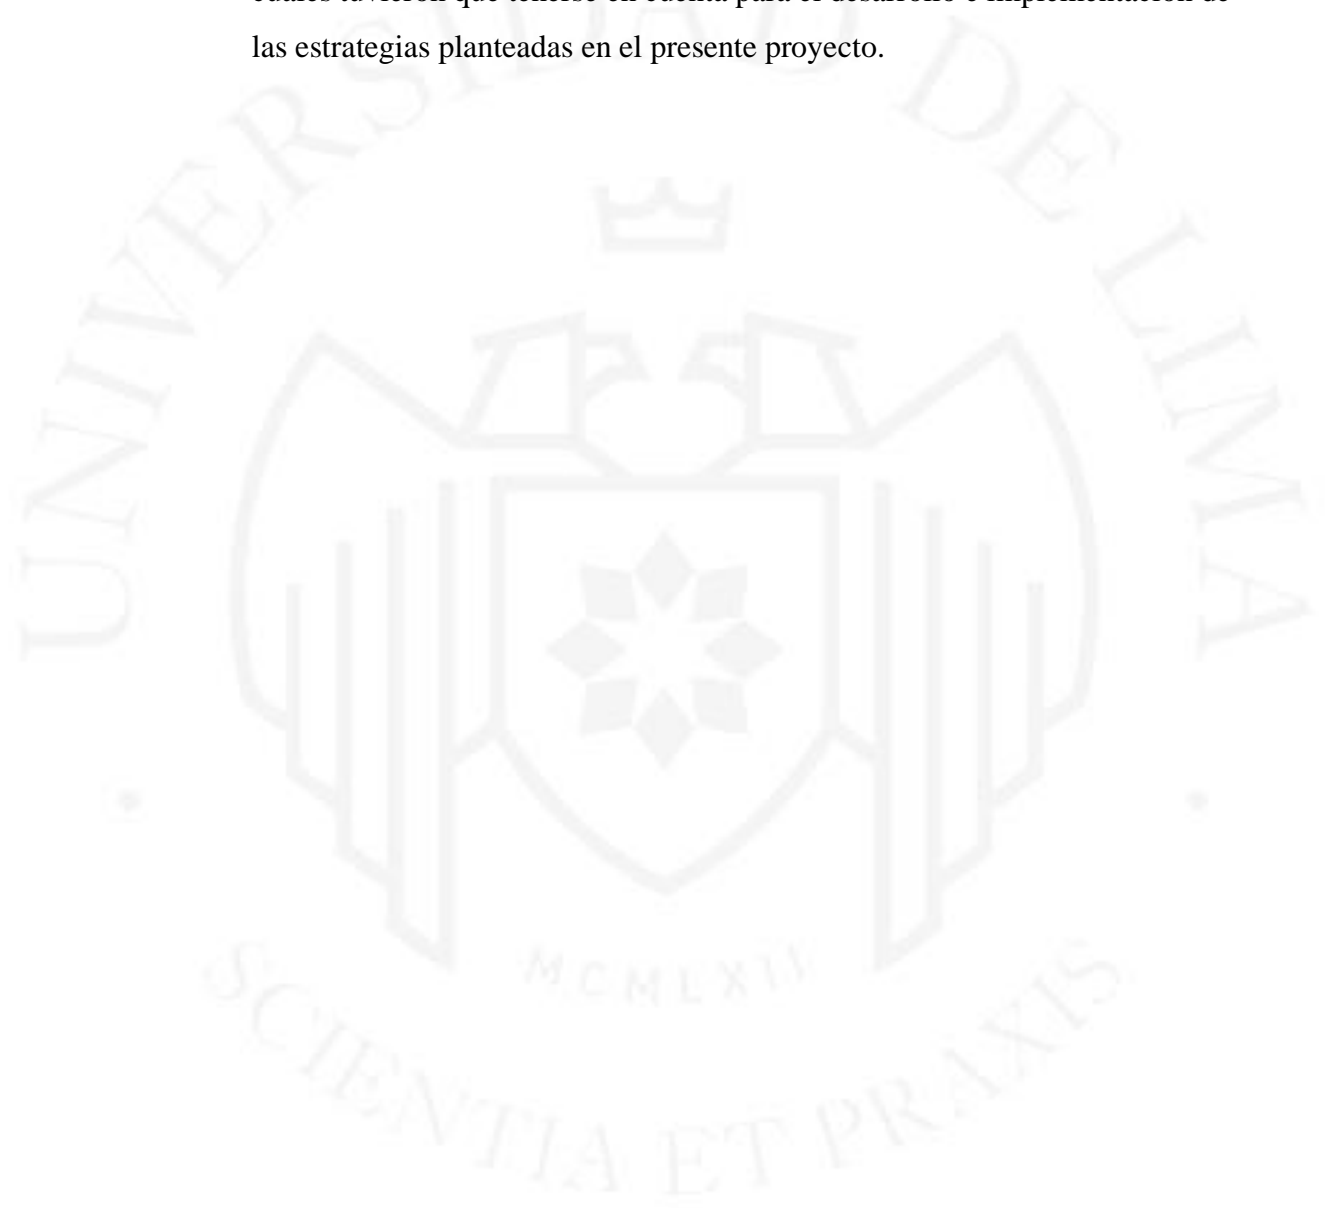 cuales tuvieron que tenerse en cuenta para el desarrollo e implementación de
las estrategias planteadas en el presente proyecto.
UNIVERSIDAD DE LIMA
MCMLXII
SCIENTIA ET PRAXIS